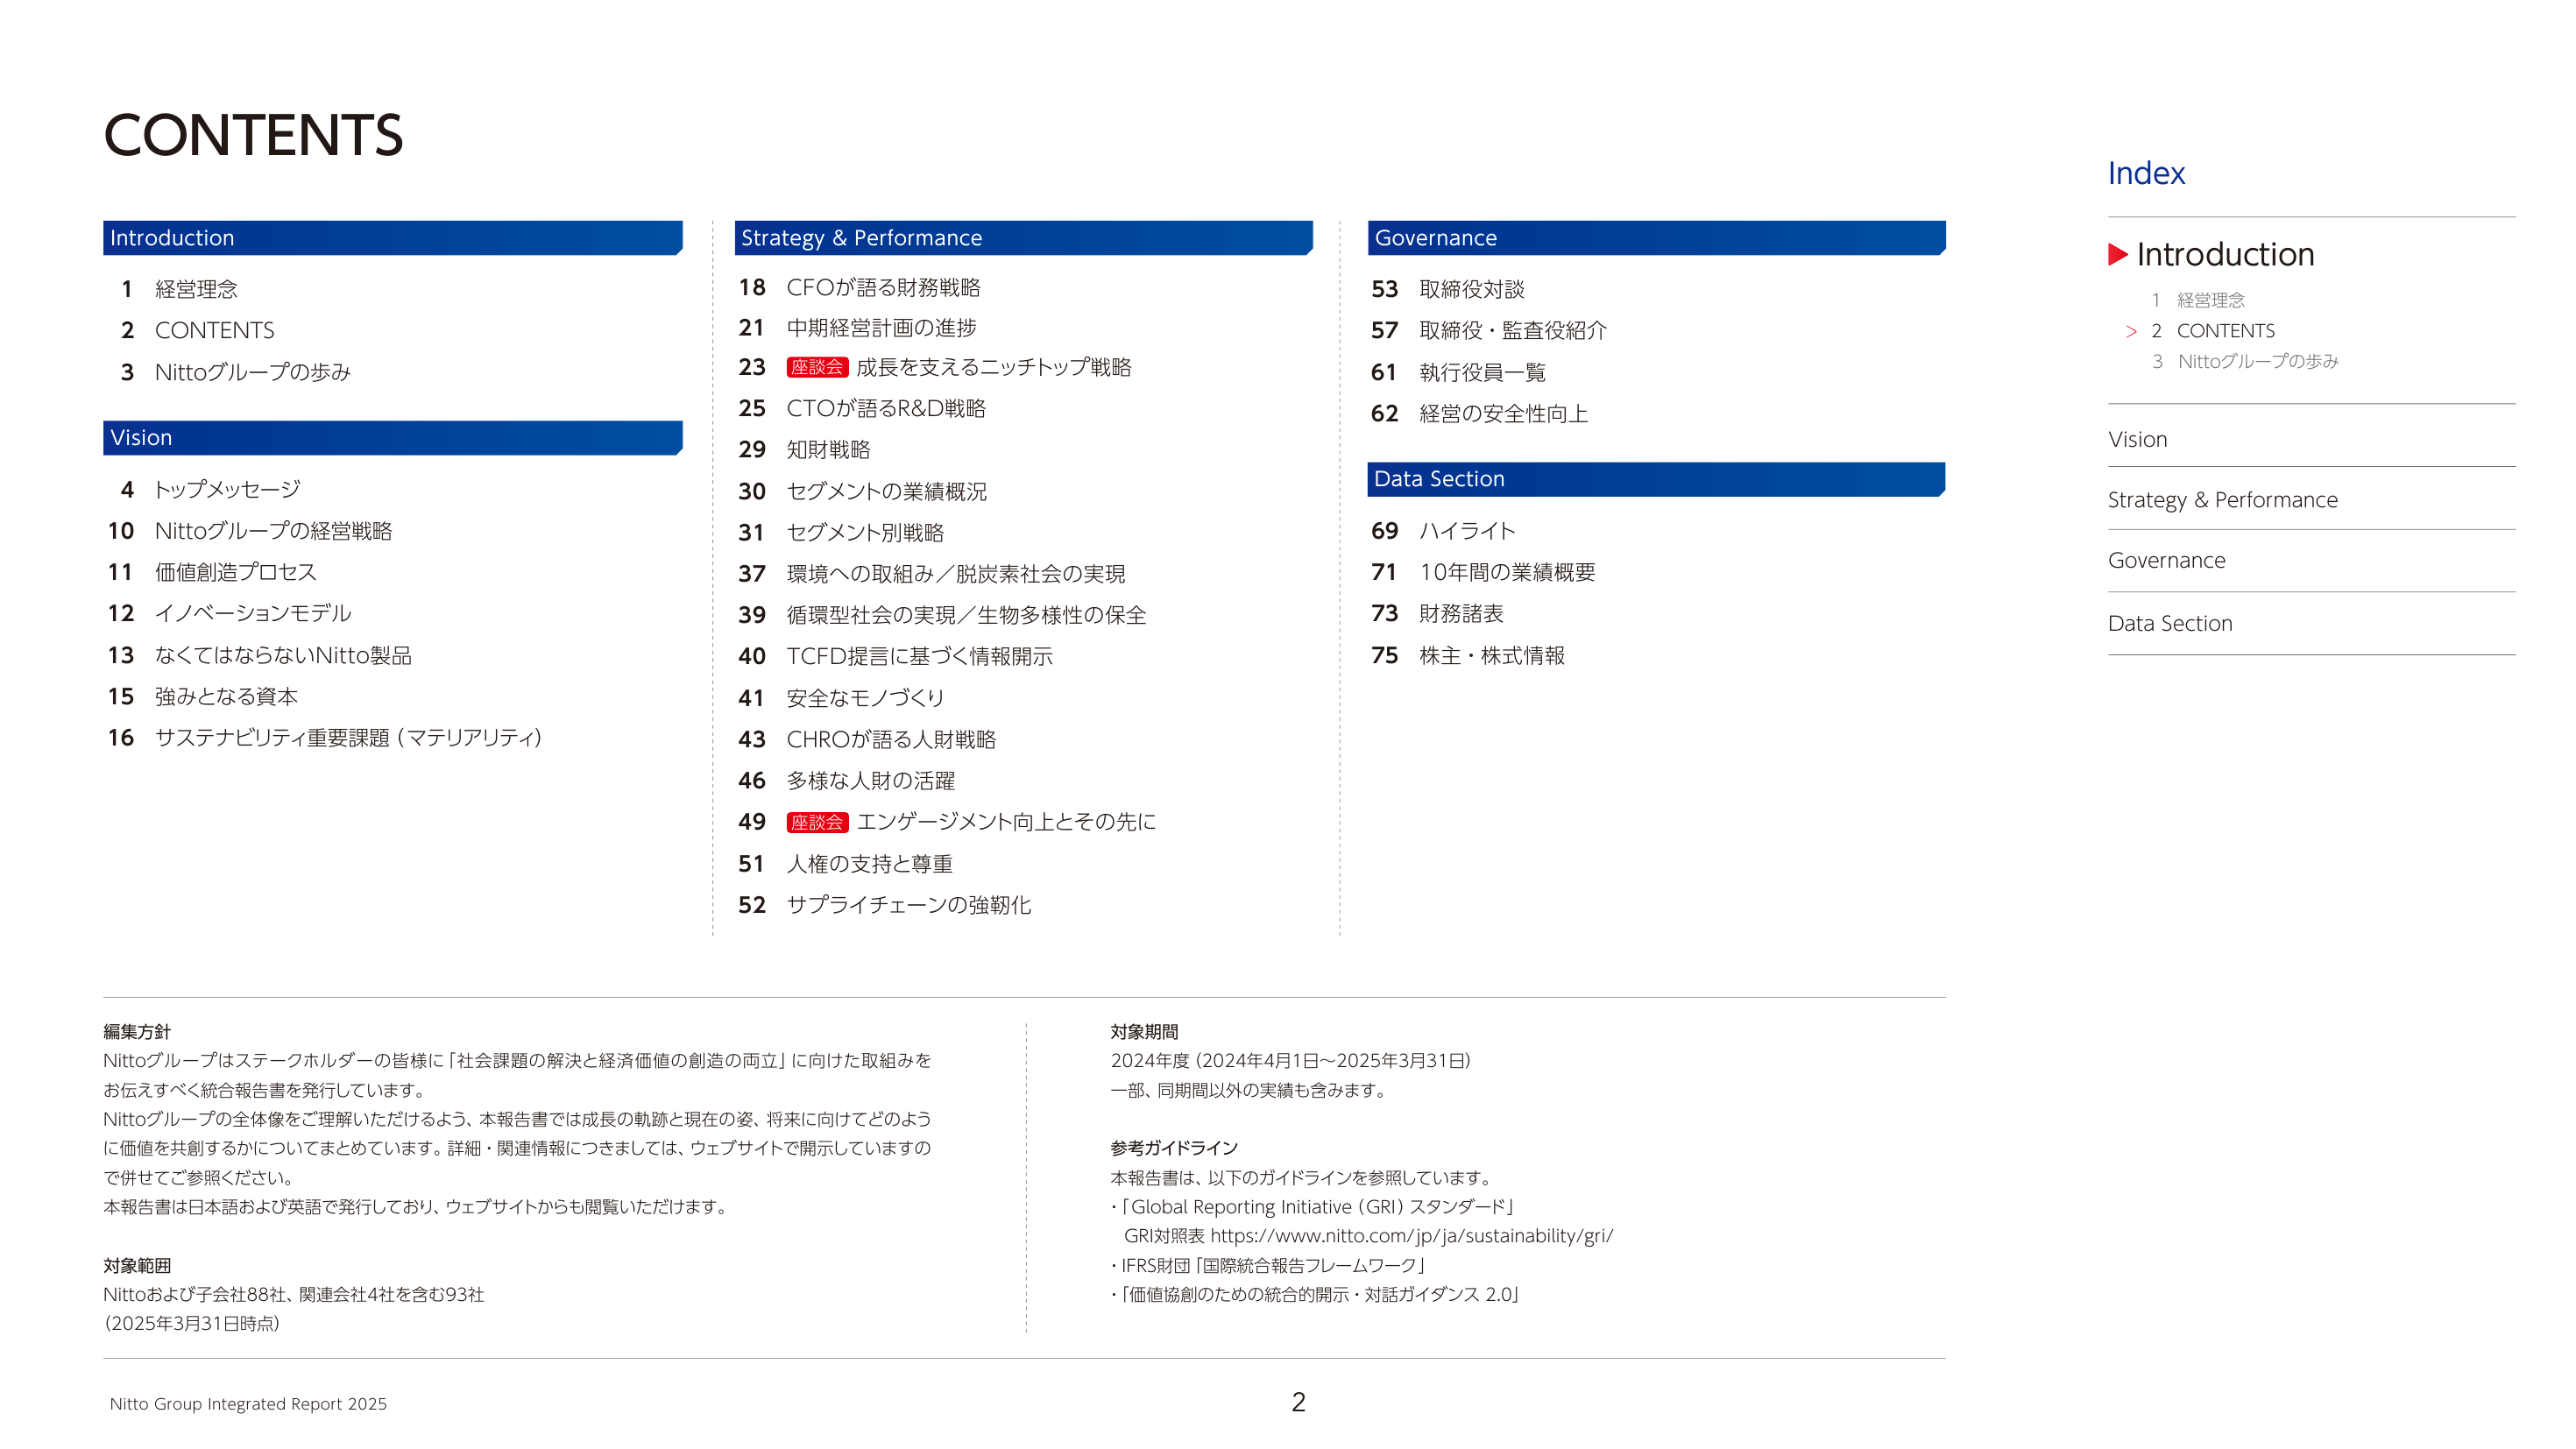 CONTENTS
Introduction
1 経営理念
2 CONTENTS
3 Nittoグループの歩み
Vision
4 トップメッセージ
10 Nittoグループの経営戦略
11 価値創造プロセス
12 イノベーションモデル
13 なくてはならないNitto製品
15 強みとなる資本
16 サステナビリティ重要課題（マテリアリティ）
Strategy & Performance
18 CFOが語る財務戦略
21 中期経営計画の進捗
23 座談会 成長を支えるニッチトップ戦略
25 CTOが語るR&D戦略
29 知財戦略
30 セグメントの業績概況
31 セグメント別戦略
37 環境への取組み／脱炭素社会の実現
39 循環型社会の実現／生物多様性の保全
40 TCFD提言に基づく情報開示
41 安全なモノづくり
43 CHROが語る人財戦略
46 多様な人財の活躍
49 座談会 エンゲージメント向上とその先に
51 人権の支持と尊重
52 サプライチェーンの強靭化
Governance
53 取締役対談
57 取締役・監査役紹介
61 執行役員一覧
62 経営の安全性向上
Data Section
69 ハイライト
71 10年間の業績概要
73 財務諸表
75 株主・株式情報
編集方針
Nittoグループはステークホルダーの皆様に「社会課題の解決と経済価値の創造の両立」に向けた取組みを
お伝えすべく統合報告書を発行しています。
Nittoグループの全体像をご理解いただけるよう、本報告書では成長の軌跡と現在の姿、将来に向けてどのよう
に価値を共創するかについてまとめています。詳細・関連情報につきましては、ウェブサイトで開示していますの
で併せてご参照ください。
本報告書は日本語および英語で発行しており、ウェブサイトからも閲覧いただけます。
対象範囲
Nittoおよび子会社88社、関連会社4社を含む93社
（2025年3月31日時点）
対象期間
2024年度（2024年4月1日～2025年3月31日）
一部、同期間以外の実績も含みます。
参考ガイドライン
本報告書は、以下のガイドラインを参照しています。
・「Global Reporting Initiative（GRI）スタンダード」
GRI対照表 https://www.nitto.com/jp/ja/sustainability/gri/
・IFRS財団「国際統合報告フレームワーク」
・「価値協創のための統合的開示・対話ガイダンス 2.0」
Nitto Group Integrated Report 2025
2
Index
Introduction
1 経営理念
> 2 CONTENTS
3 Nittoグループの歩み
Vision
Strategy & Performance
Governance
Data Section